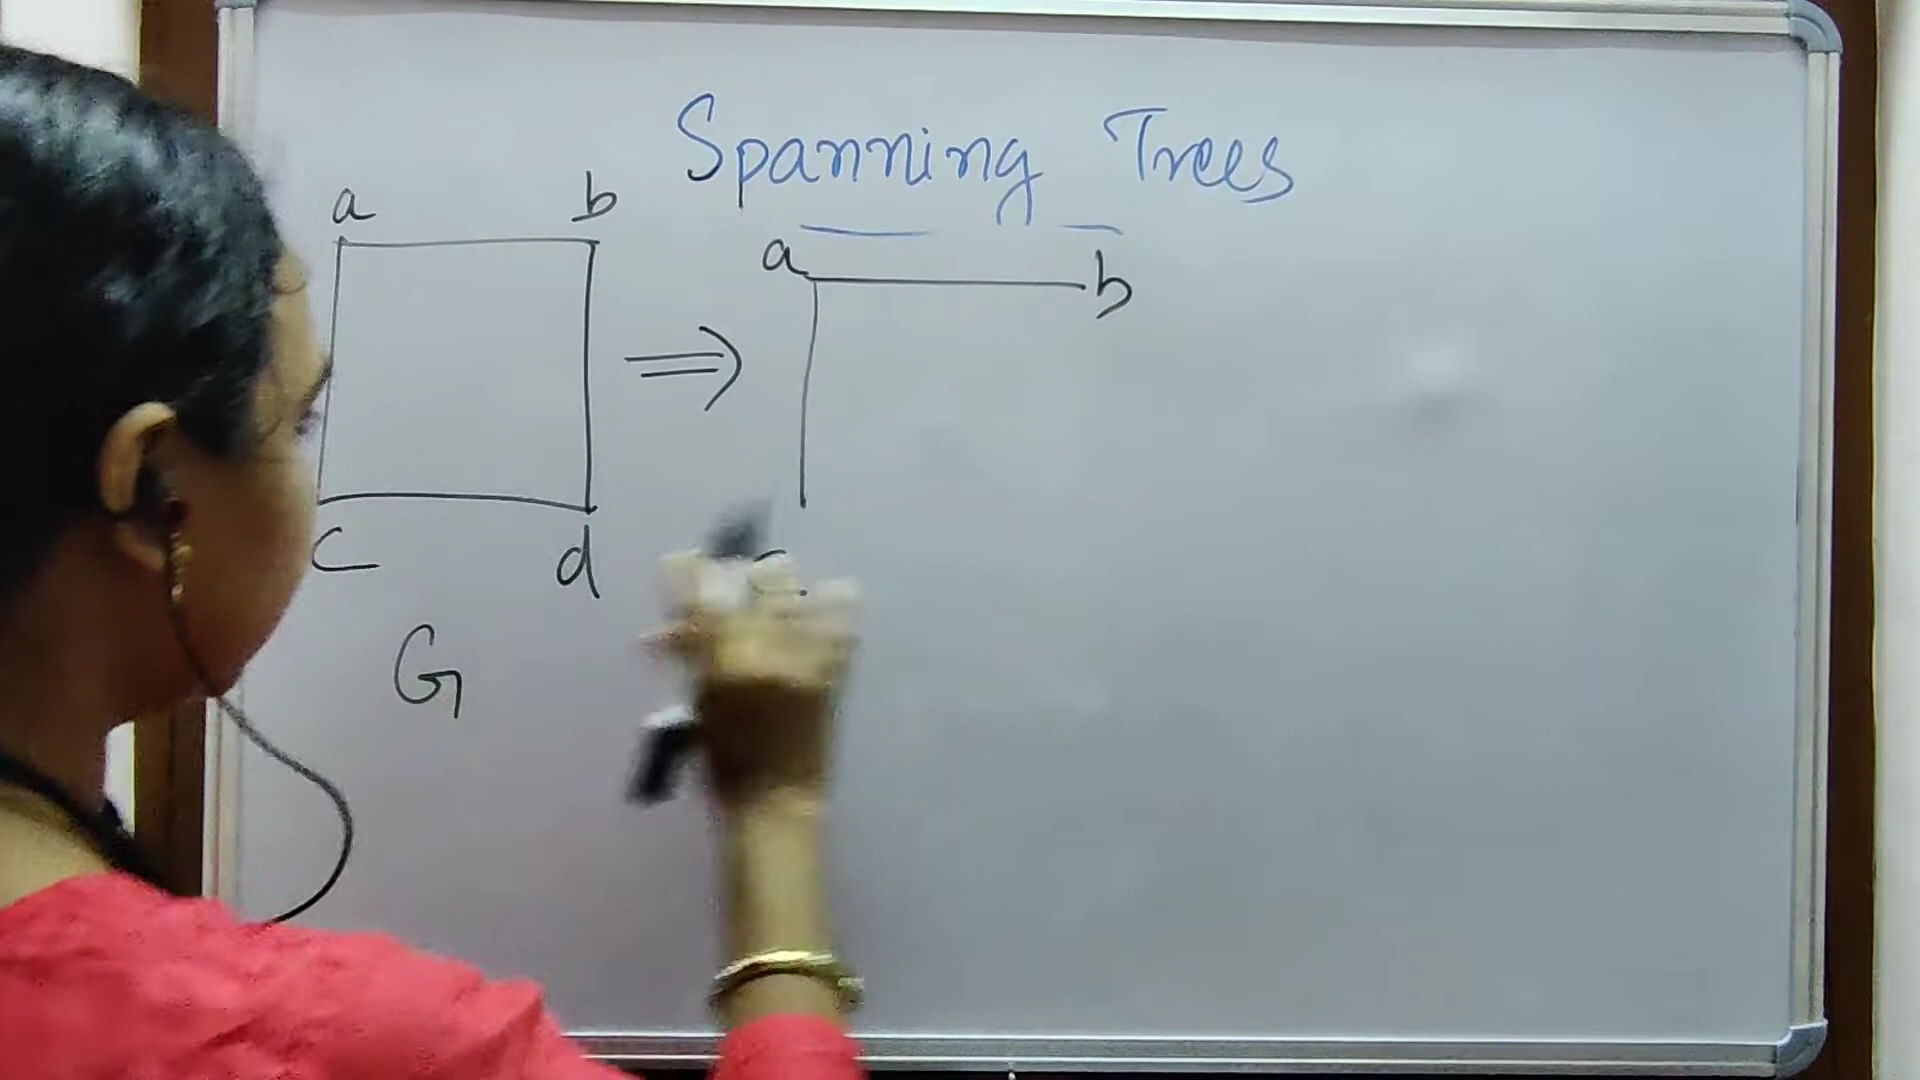 Spanning Trees
a b
a b
c d
G